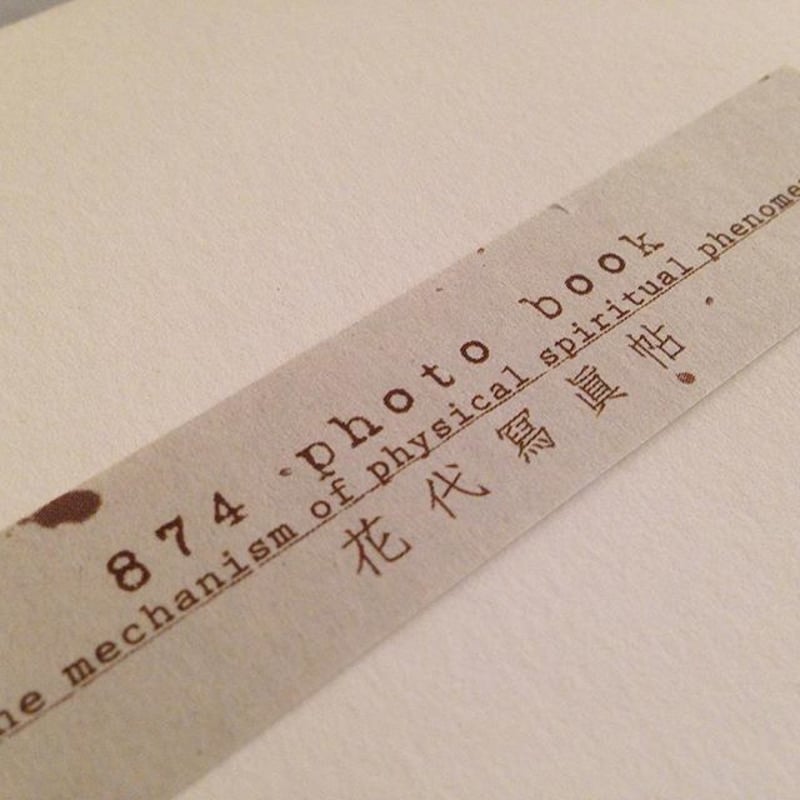 874 photo book
he mechanism of physical spiritual phenome
花代寫眞帖